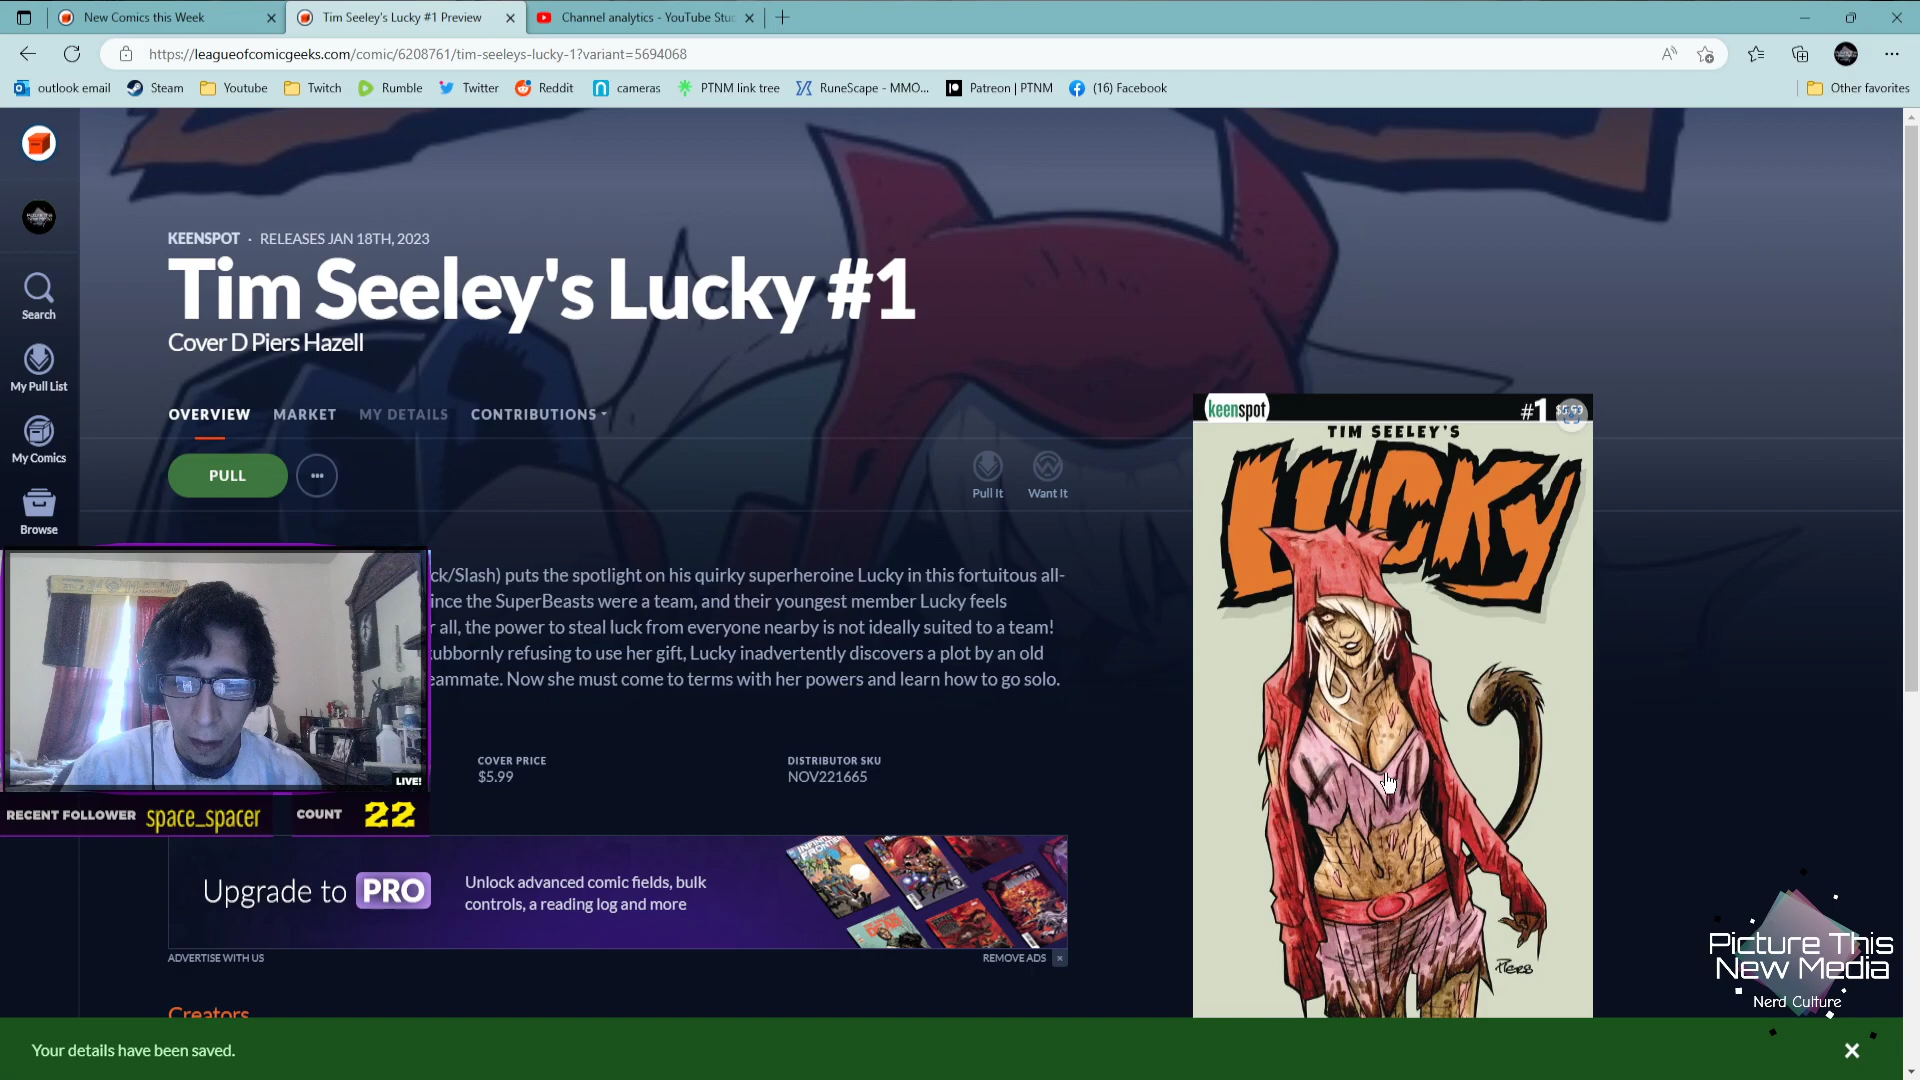 New Comics this Week
Tim Seeley's Lucky #1 Preview
Channel analytics - YouTube Stu
https://leagueofcomicgeeks.com/comic/6208761/tim-seeleys-lucky-1?variant=5694068
outlook email
Steam
Youtube
Twitch
Rumble
Twitter
Reddit
cameras
PTNM link tree
RuneScape - MMO...
Patreon | PTNM
(16) Facebook
Other favorites
Search
My Pull List
My Comics
Browse
KEENSPOT · RELEASES JAN 18TH, 2023
Tim Seeley's Lucky #1
Cover D Piers Hazell
OVERVIEW MARKET MY DETAILS CONTRIBUTIONS
PULL
Pull It
Want It
ck/Slash) puts the spotlight on his quirky superheroine Lucky in this fortuitous all-
ince the SuperBeasts were a team, and their youngest member Lucky feels
r all, the power to steal luck from everyone nearby is not ideally suited to a team!
ubbornly refusing to use her gift, Lucky inadvertently discovers a plot by an old
eammate. Now she must come to terms with her powers and learn how to go solo.
COVER PRICE
$5.99
DISTRIBUTOR SKU
NOV221665
LIVE!
RECENT FOLLOWER space_spacer
COUNT 22
Upgrade to PRO
Unlock advanced comic fields, bulk
controls, a reading log and more
ADVERTISE WITH US
REMOVE ADS
Creators
keenspot
#1
TIM SEELEY'S
LUCKY
PIERS
Picture This
New Media
Nerd Culture
Your details have been saved.